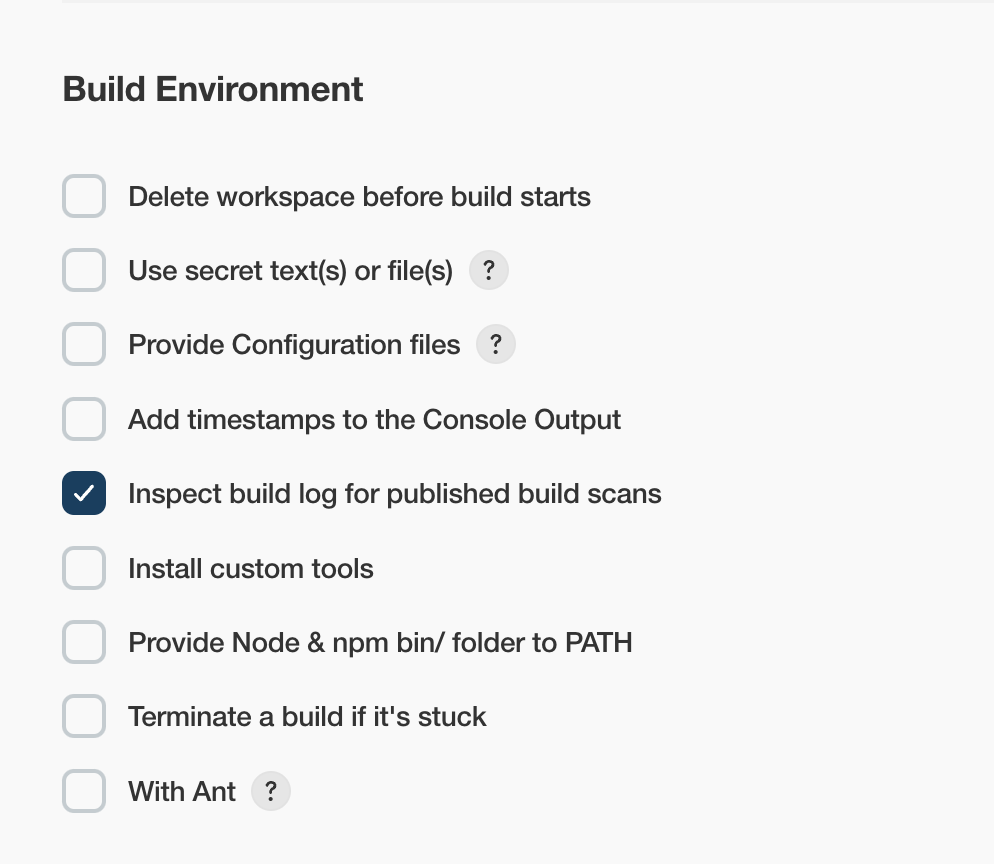 Build Environment
Delete workspace before build starts
Use secret text(s) or file(s) ?
Provide Configuration files ?
Add timestamps to the Console Output
Inspect build log for published build scans
Install custom tools
Provide Node & npm bin/ folder to PATH
Terminate a build if it's stuck
With Ant ?